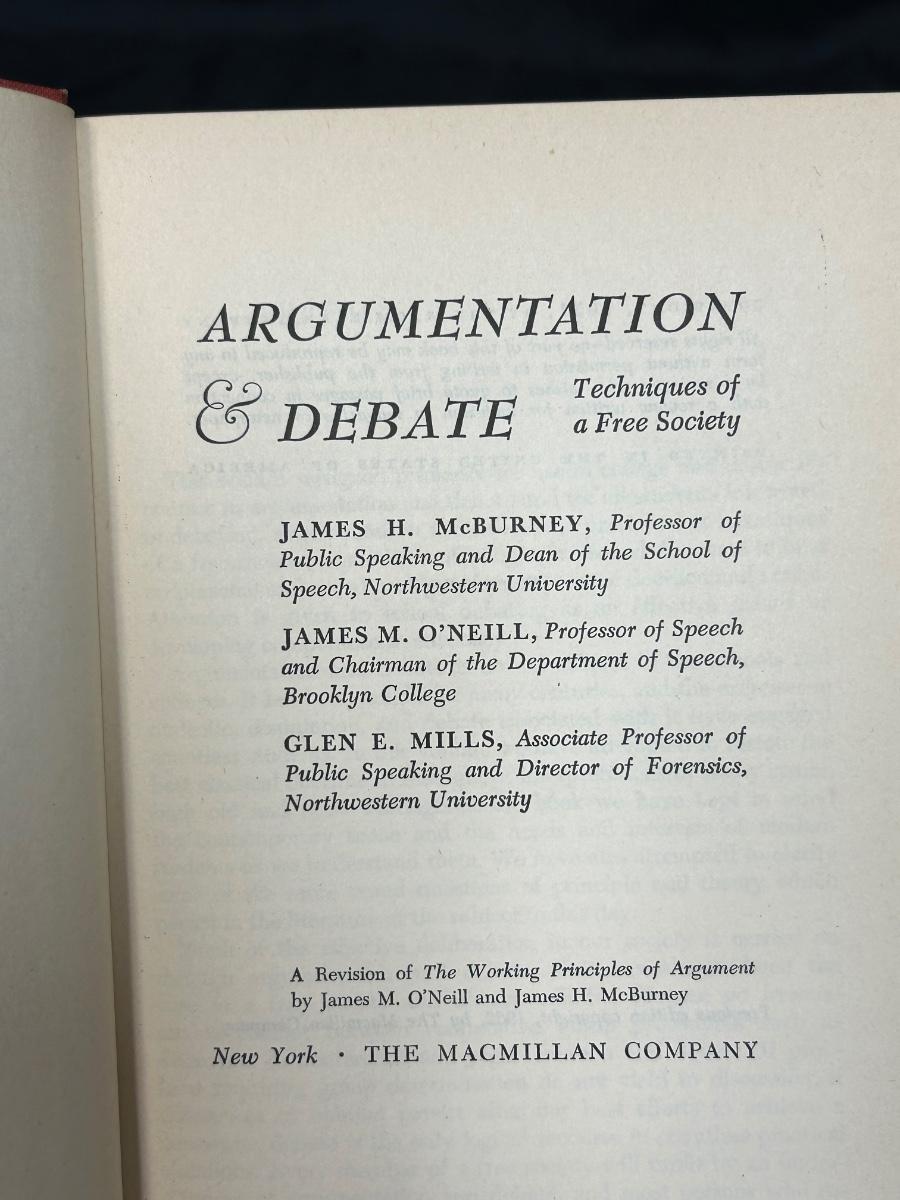 ARGUMENTATION
& DEBATE
Techniques of
a Free Society
JAMES H. McBURNEY, Professor of
Public Speaking and Dean of the School of
Speech, Northwestern University
JAMES M. O'NEILL, Professor of Speech
and Chairman of the Department of Speech,
Brooklyn College
GLEN E. MILLS, Associate Professor of
Public Speaking and Director of Forensics,
Northwestern University
A Revision of The Working Principles of Argument
by James M. O'Neill and James H. McBurney
New York · THE MACMILLAN COMPANY